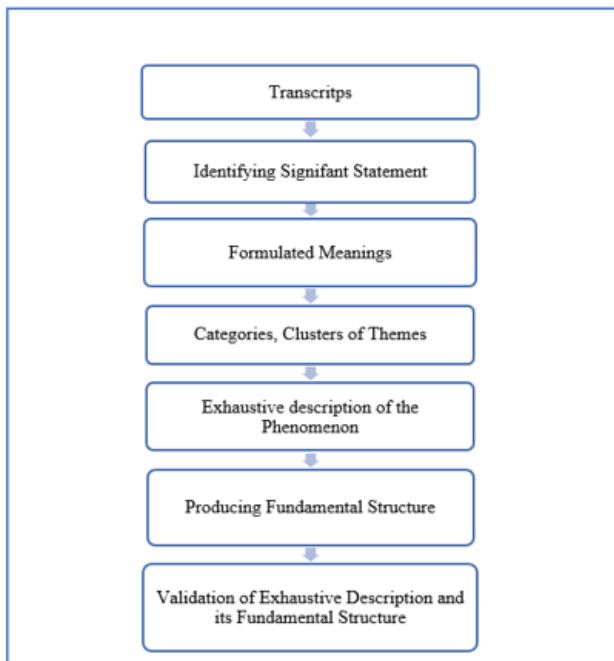 Transcritps
Identifying Signifant Statement
Formulated Meanings
Categories, Clusters of Themes
Exhaustive description of the
Phenomenon
Producing Fundamental Structure
Validation of Exhaustive Description and
its Fundamental Structure